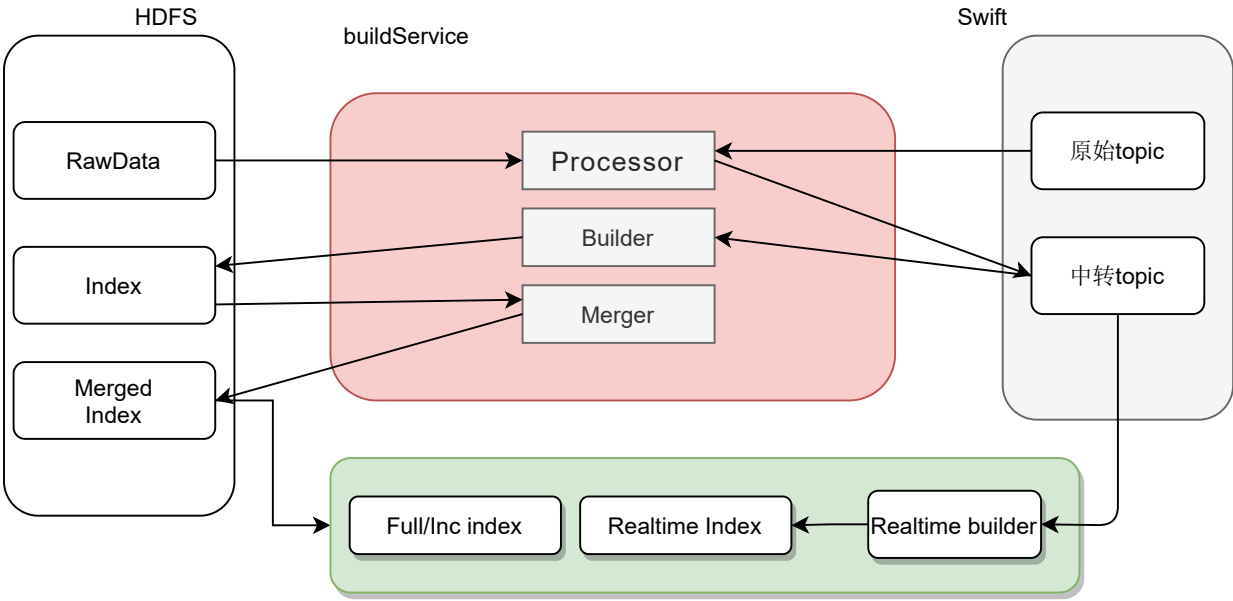 HDFS
buildService
Swift
RawData
Processor
原始topic
Builder
Index
中转topic
Merger
Merged
Index
Full/Inc index
Realtime Index
Realtime builder